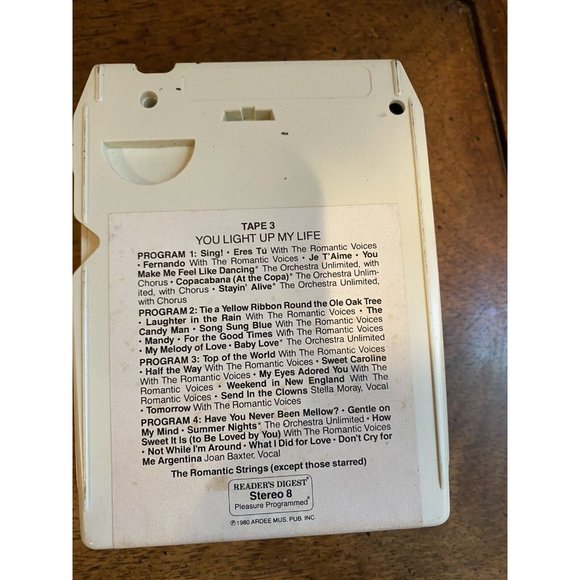 TAPE 3
YOU LIGHT UP MY LIFE
PROGRAM 1: Sing! • Eres Tú With The Romantic Voices
• Fernando With The Romantic Voices • Je T'Aime • You
Make Me Feel Like Dancing* The Orchestra Unlimited, with
Chorus • Copacabana (At the Copa)* The Orchestra Unlim-
ited, with Chorus • Stayin' Alive* The Orchestra Unlimited,
with Chorus
PROGRAM 2: Tie a Yellow Ribbon Round the Ole Oak Tree
• Laughter in the Rain With The Romantic Voices • The
Candy Man • Song Sung Blue With The Romantic Voices
• Mandy • For the Good Times With The Romantic Voices
• My Melody of Love • Baby Love* The Orchestra Unlimited
PROGRAM 3: Top of the World With The Romantic Voices
• Half the Way With The Romantic Voices • Sweet Caroline
With The Romantic Voices • My Eyes Adored You With The
Romantic Voices • Weekend in New England With The
Romantic Voices • Send In the Clowns Stella Moray, Vocal
• Tomorrow With The Romantic Voices
PROGRAM 4: Have You Never Been Mellow? • Gentle on
My Mind • Summer Nights* The Orchestra Unlimited • How
Sweet It Is (to Be Loved by You) With The Romantic Voices
• Not While I'm Around • What I Did for Love • Don't Cry for
Me Argentina Joan Baxter, Vocal
The Romantic Strings (except those starred)
READER'S DIGEST®
Stereo 8
Pleasure Programmed®
℗1980 ARDEE MUS. PUB. INC.